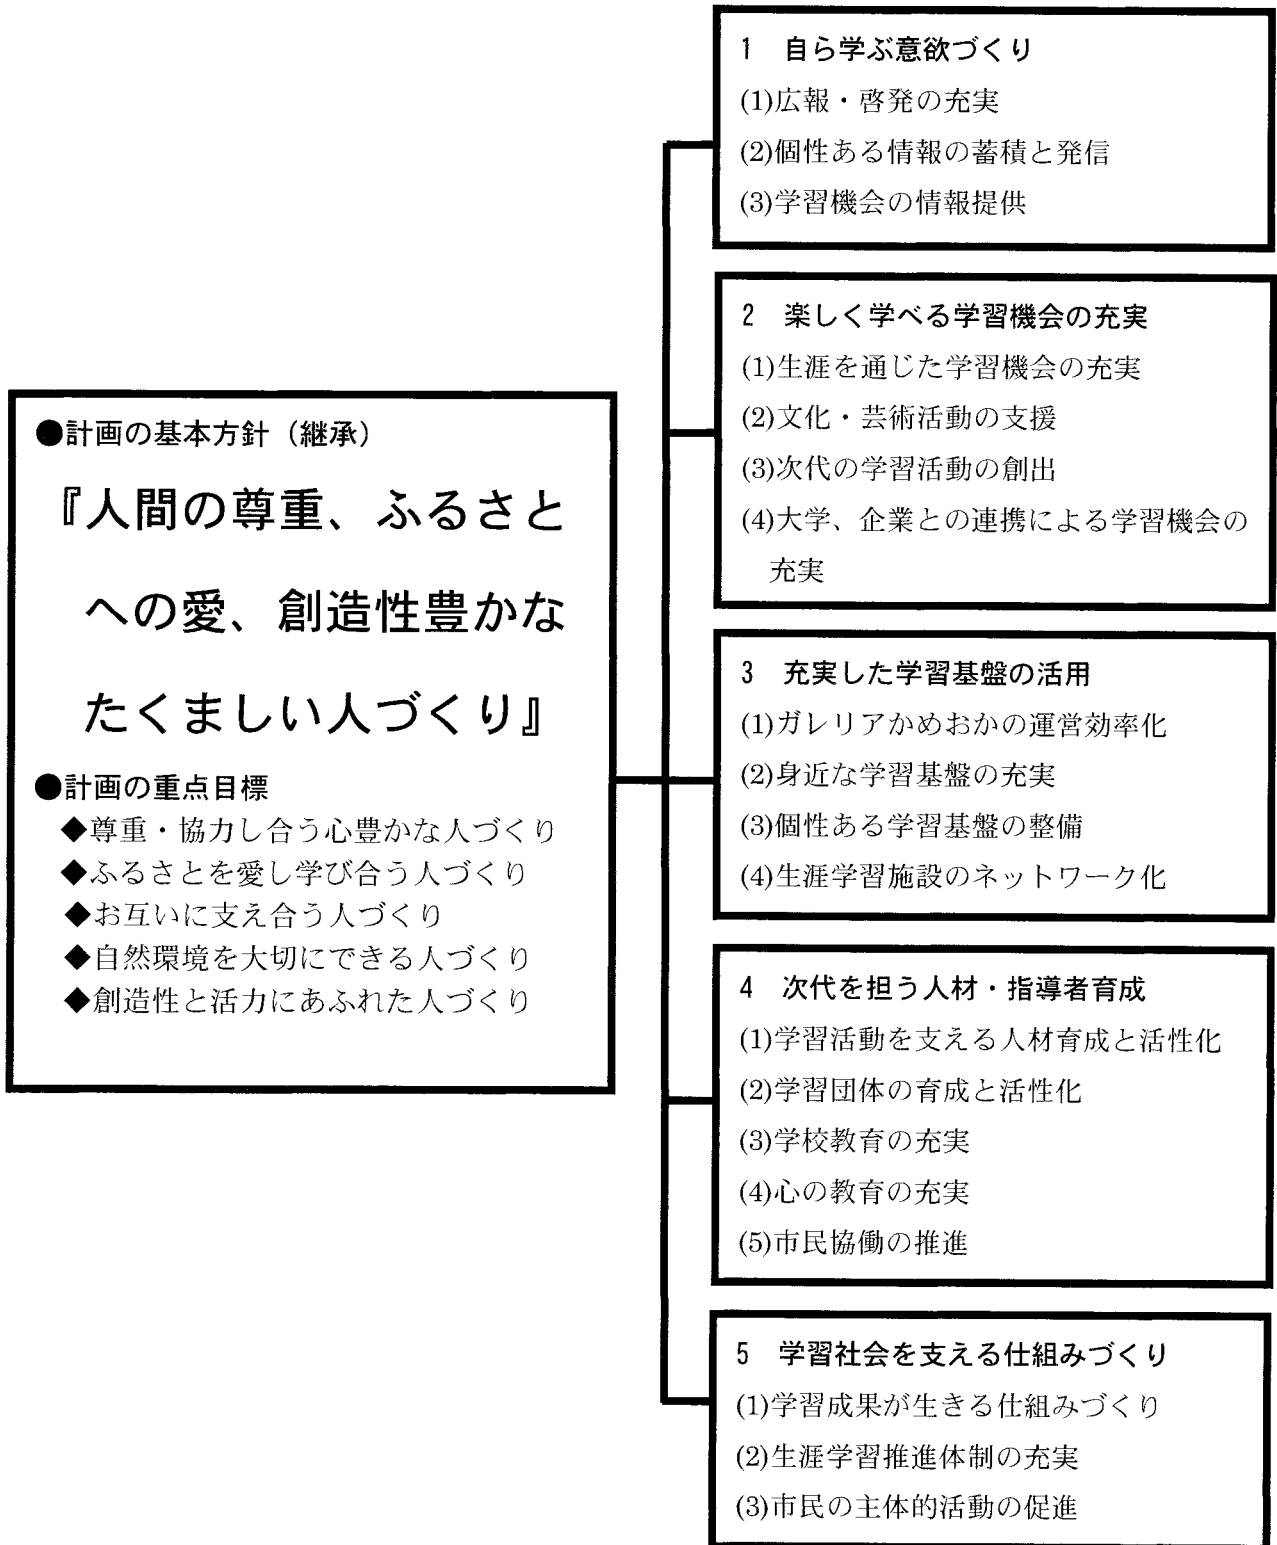 ●計画の基本方針（継承）
『人間の尊重、ふるさと
への愛、創造性豊かな
たくましい人づくり』
●計画の重点目標
◆尊重・協力し合う心豊かな人づくり
◆ふるさとを愛し学び合う人づくり
◆お互いに支え合う人づくり
◆自然環境を大切にできる人づくり
◆創造性と活力にあふれた人づくり
1　自ら学ぶ意欲づくり
(1)広報・啓発の充実
(2)個性ある情報の蓄積と発信
(3)学習機会の情報提供
2　楽しく学べる学習機会の充実
(1)生涯を通じた学習機会の充実
(2)文化・芸術活動の支援
(3)次代の学習活動の創出
(4)大学、企業との連携による学習機会の
充実
3　充実した学習基盤の活用
(1)ガレリアかめおかの運営効率化
(2)身近な学習基盤の充実
(3)個性ある学習基盤の整備
(4)生涯学習施設のネットワーク化
4　次代を担う人材・指導者育成
(1)学習活動を支える人材育成と活性化
(2)学習団体の育成と活性化
(3)学校教育の充実
(4)心の教育の充実
(5)市民協働の推進
5　学習社会を支える仕組みづくり
(1)学習成果が生きる仕組みづくり
(2)生涯学習推進体制の充実
(3)市民の主体的活動の促進